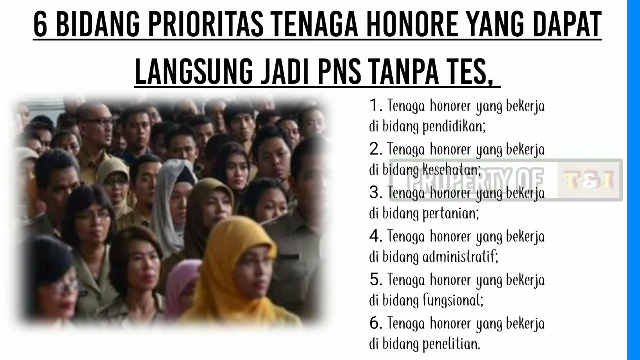 6 BIDANG PRIORITAS TENAGA HONORE YANG DAPAT
LANGSUNG JADI PNS TANPA TES,
1. Tenaga honorer yang bekerja
di bidang pendidikan;
2. Tenaga honorer yang bekerja
di bidang kesehatan;
PROPERTY OF T&I
3. Tenaga honorer yang bekerja
di bidang pertanian;
4. Tenaga honorer yang bekerja
di bidang administratif;
5. Tenaga honorer yang bekerja
di bidang fungsional;
6. Tenaga honorer yang bekerja
di bidang penelitian.